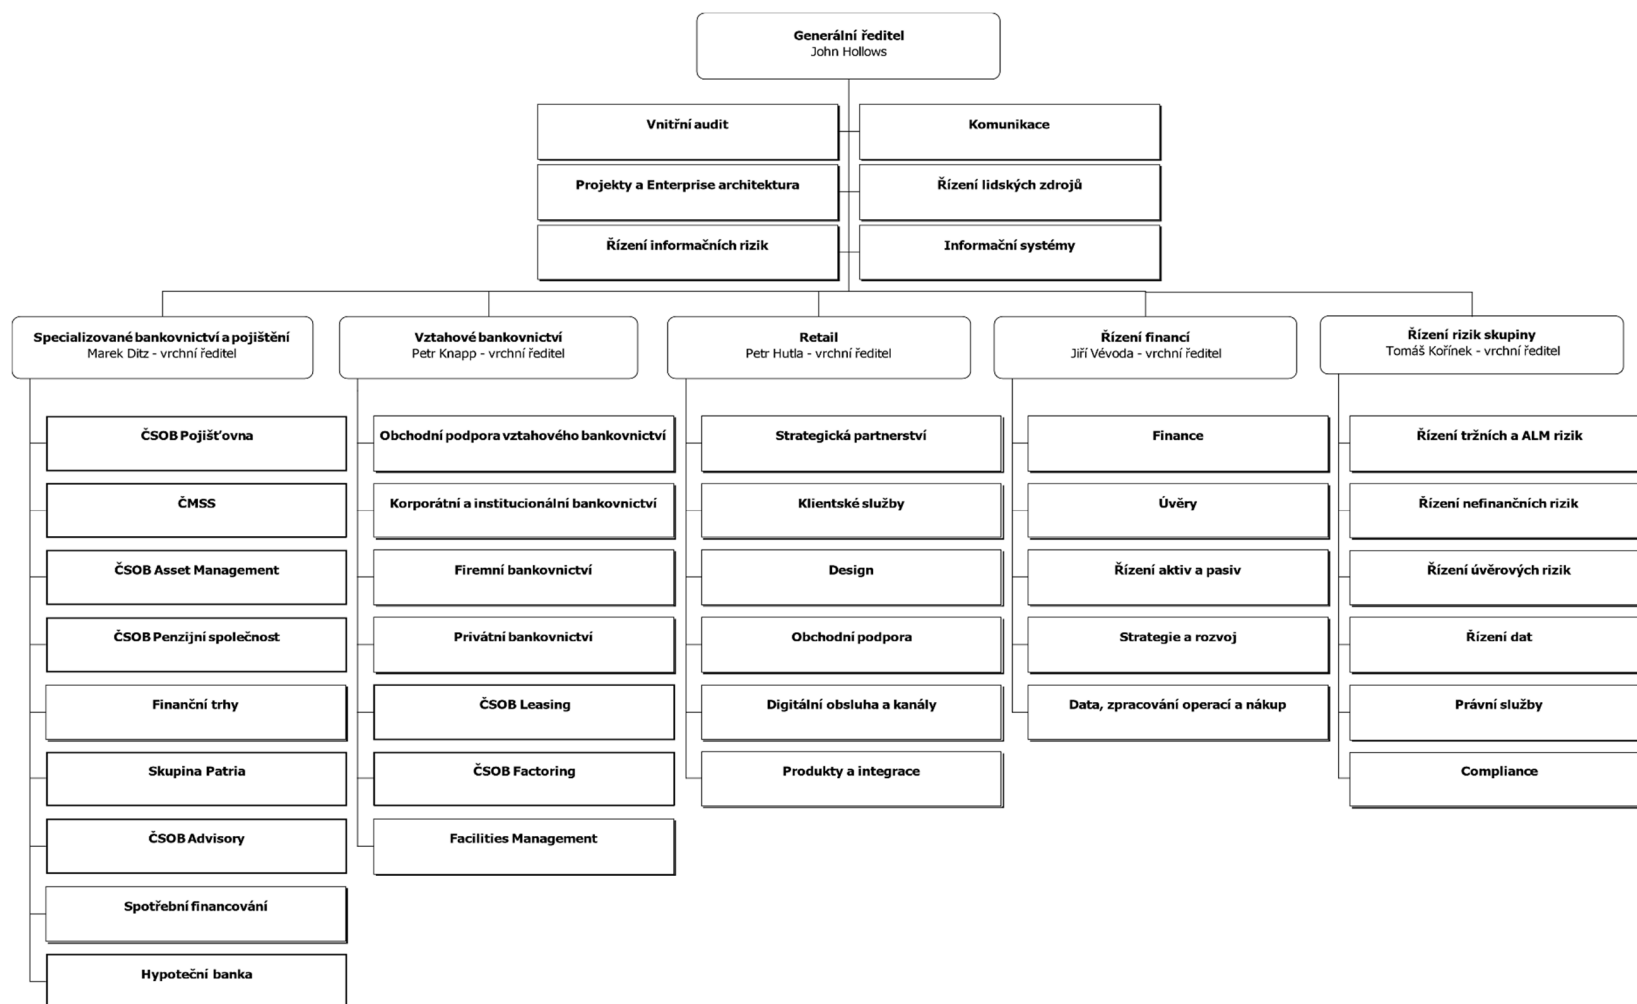 Generální ředitel
John Hollows
Vnitřní audit
Komunikace
Projekty a Enterprise architektura
Řízení lidských zdrojů
Řízení informačních rizik
Informační systémy
Specializované bankovnictví a pojištění
Marek Ditz - vrchní ředitel
ČSOB Pojišťovna
ČMSS
ČSOB Asset Management
ČSOB Penzijní společnost
Finanční trhy
Skupina Patria
ČSOB Advisory
Spotřební financování
Hypoteční banka
Vztahové bankovnictví
Petr Knapp - vrchní ředitel
Obchodní podpora vztahového bankovnictví
Korporátní a institucionální bankovnictví
Firemní bankovnictví
Privátní bankovnictví
ČSOB Leasing
ČSOB Factoring
Facilities Management
Retail
Petr Hutla - vrchní ředitel
Strategická partnerství
Klientské služby
Design
Obchodní podpora
Digitální obsluha a kanály
Produkty a integrace
Řízení financí
Jiří Vévoda - vrchní ředitel
Finance
Úvěry
Řízení aktiv a pasiv
Strategie a rozvoj
Data, zpracování operací a nákup
Řízení rizik skupiny
Tomáš Kořínek - vrchní ředitel
Řízení tržních a ALM rizik
Řízení nefinančních rizik
Řízení úvěrových rizik
Řízení dat
Právní služby
Compliance